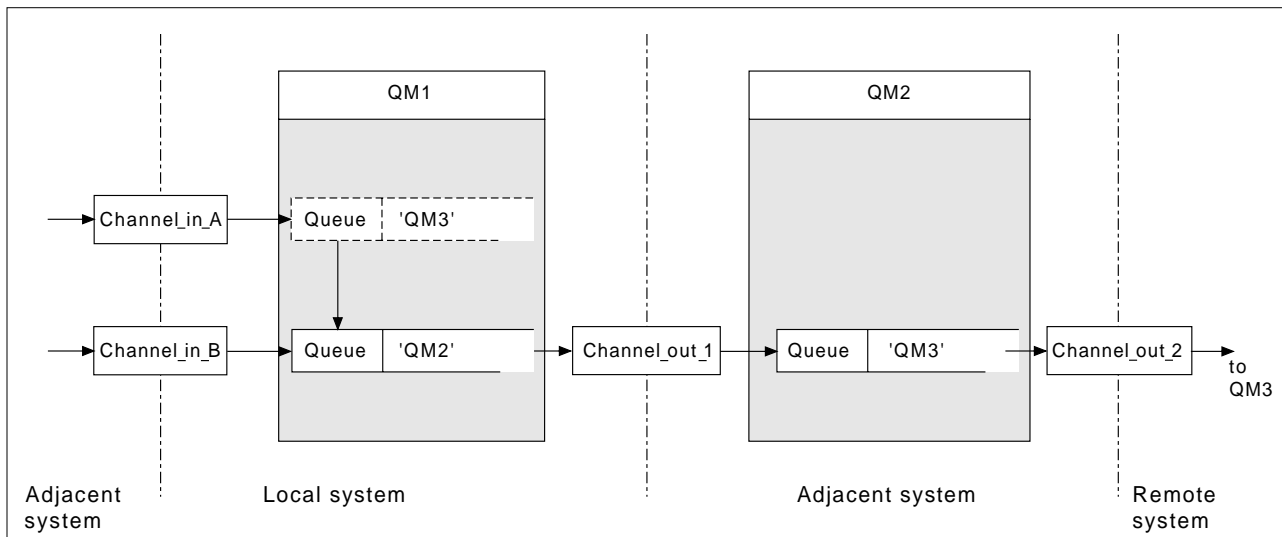 QM1
QM2
Channel_in_A
Queue 'QM3'
Channel_in_B
Queue 'QM2'
Channel_out_1
Queue 'QM3'
Channel_out_2
to
QM3
Adjacent
system
Local system
Adjacent system
Remote
system